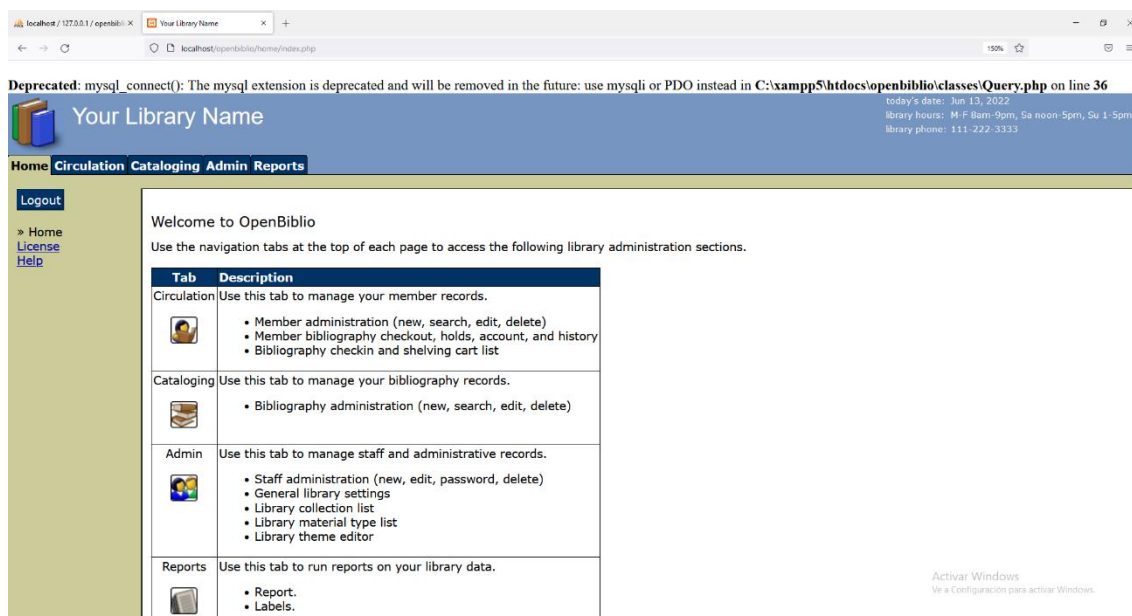 localhost / 127.0.0.1 / openbibli
Your Library Name
localhost/openbiblio/home/index.php
150%
Deprecated: mysql_connect(): The mysql extension is deprecated and will be removed in the future: use mysqli or PDO instead in C:\xampp5\htdocs\openbiblio\classes\Query.php on line 36
Your Library Name
today's date: Jun 13, 2022
library hours: M-F 8am-9pm, Sa noon-5pm, Su 1-5pm
library phone: 111-222-3333
Home Circulation Cataloging Admin Reports
Logout
» Home
License
Help
Welcome to OpenBiblio
Use the navigation tabs at the top of each page to access the following library administration sections.
Tab Description
Circulation Use this tab to manage your member records.
• Member administration (new, search, edit, delete)
• Member bibliography checkout, holds, account, and history
• Bibliography checkin and shelving cart list
Cataloging Use this tab to manage your bibliography records.
• Bibliography administration (new, search, edit, delete)
Admin Use this tab to manage staff and administrative records.
• Staff administration (new, edit, password, delete)
• General library settings
• Library collection list
• Library material type list
• Library theme editor
Reports Use this tab to run reports on your library data.
• Report.
• Labels.
Activar Windows
Ve a Configuración para activar Windows.